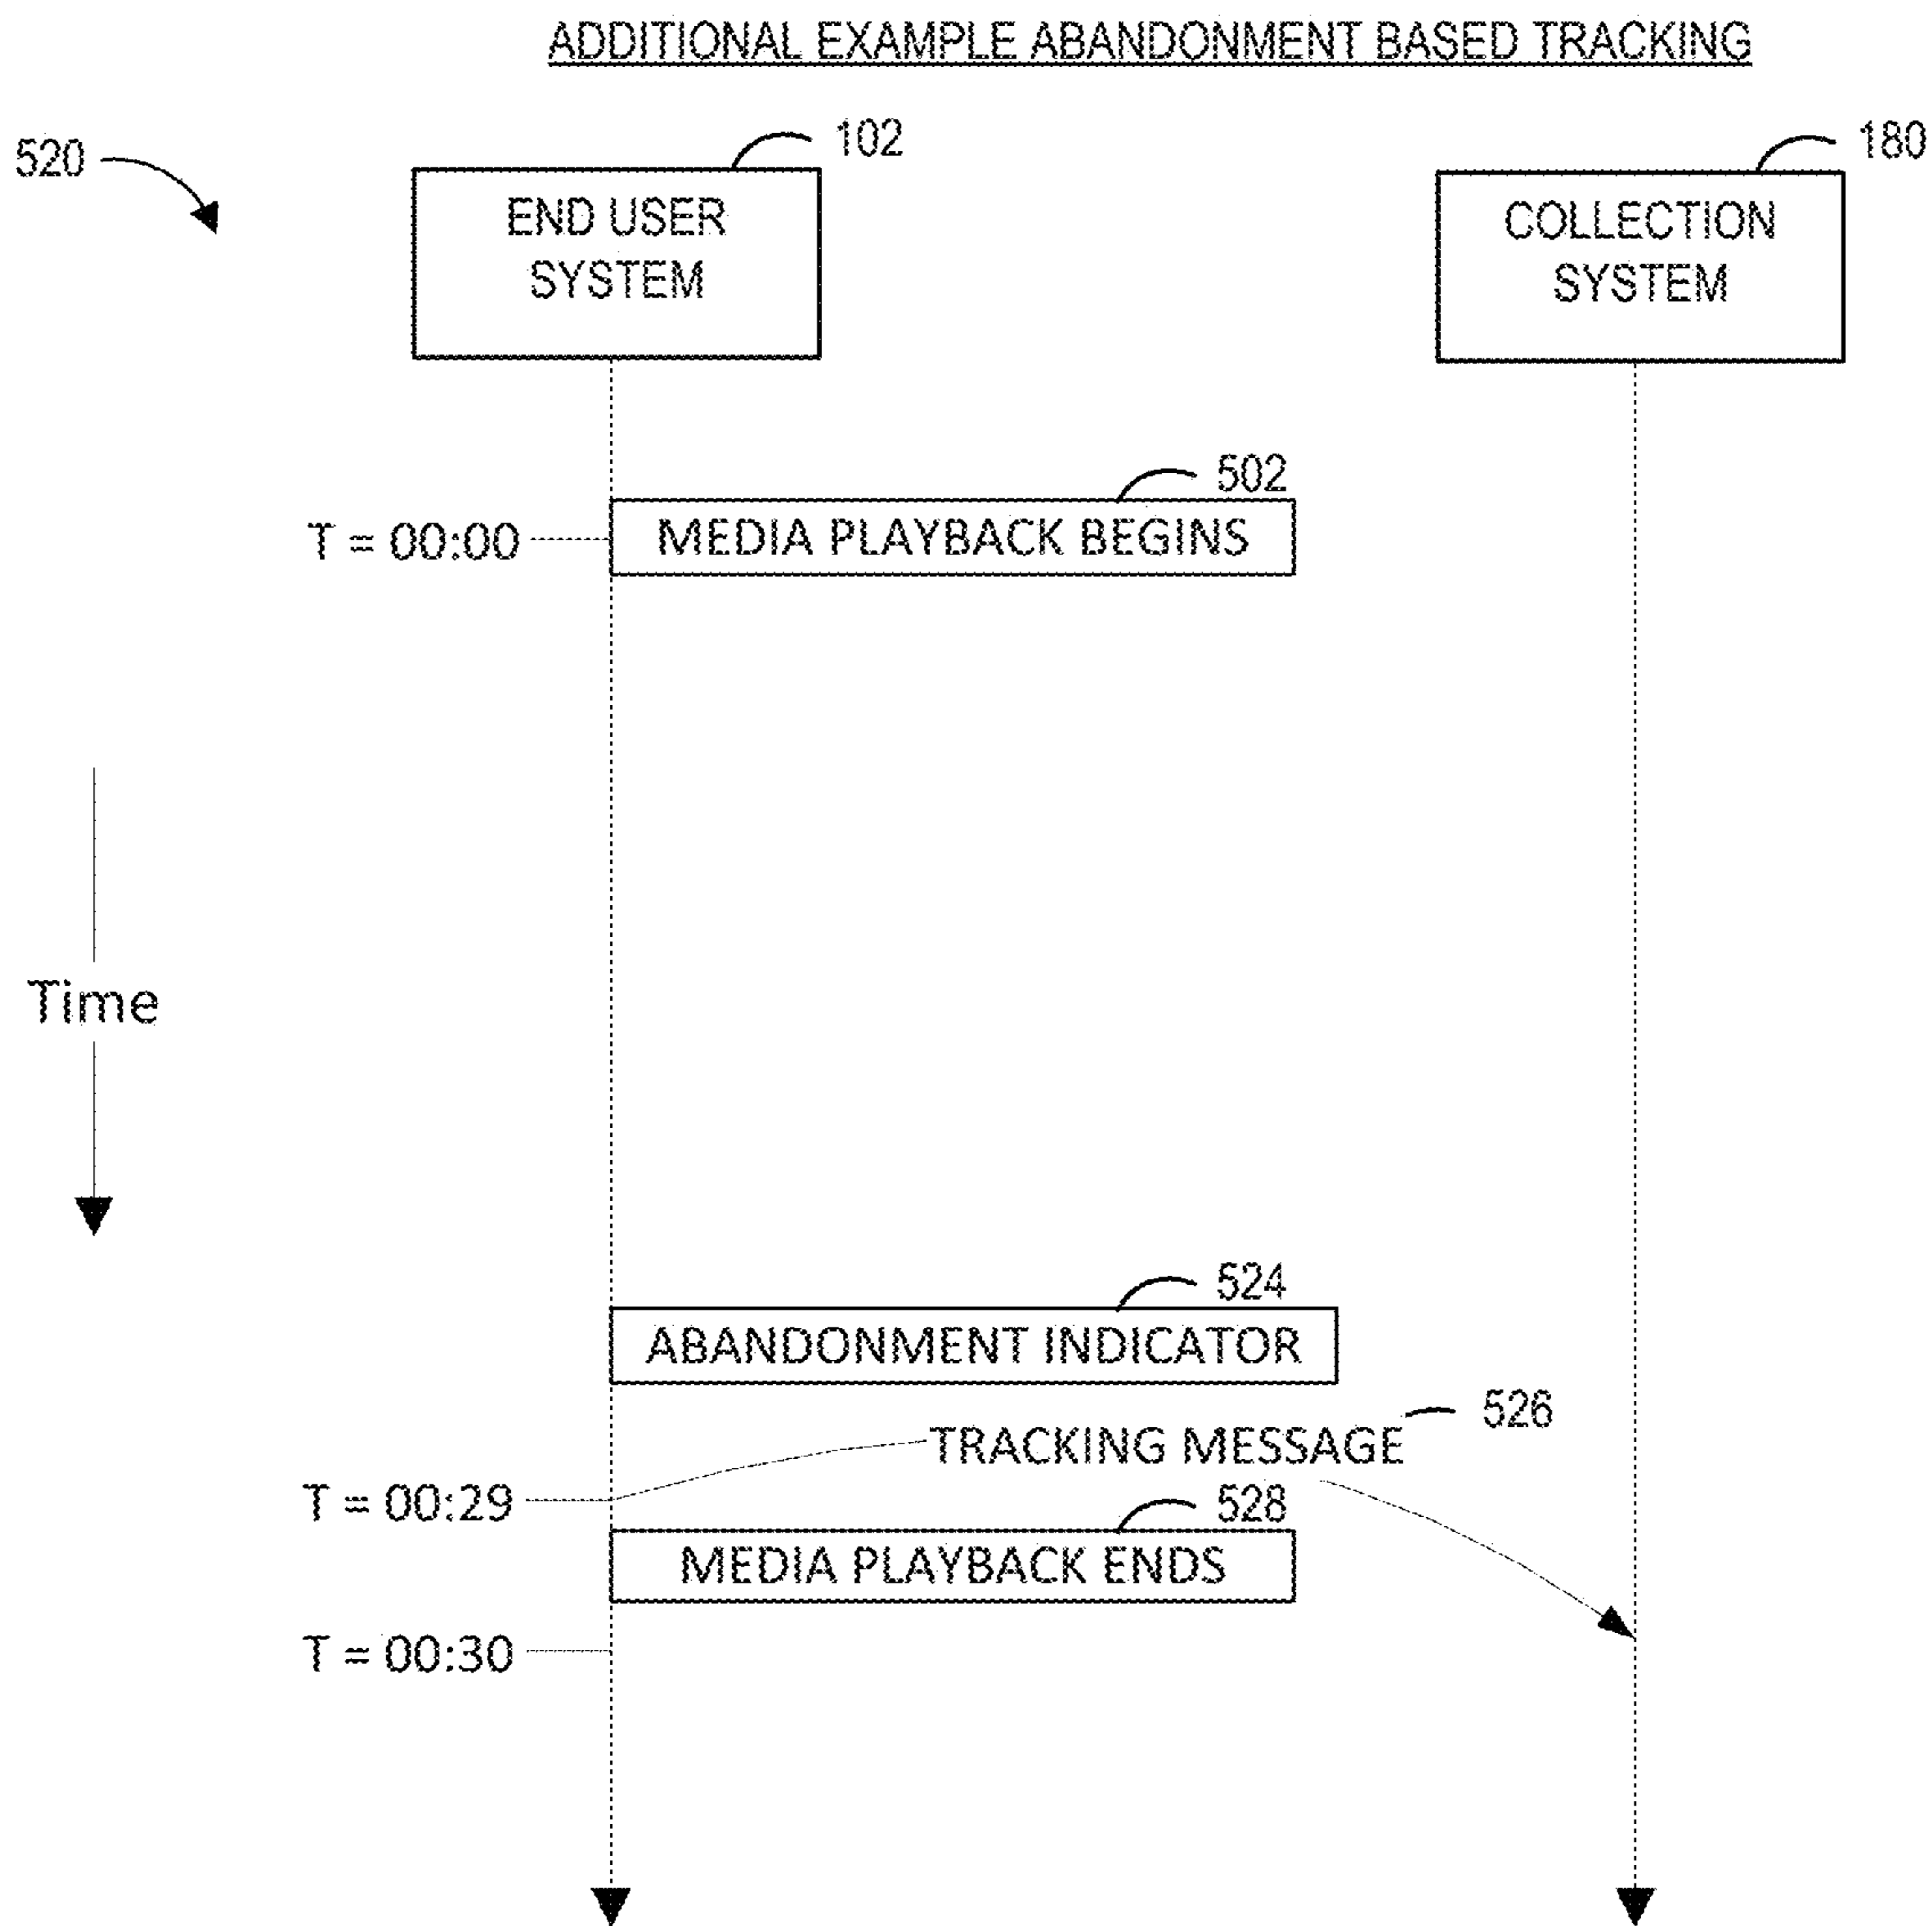 ADDITIONAL EXAMPLE ABANDONMENT BASED TRACKING
520
102
180
END USER
SYSTEM
COLLECTION
SYSTEM
502
T = 00:00
MEDIA PLAYBACK BEGINS
Time
524
ABANDONMENT INDICATOR
526
TRACKING MESSAGE
T = 00:29
528
MEDIA PLAYBACK ENDS
T = 00:30